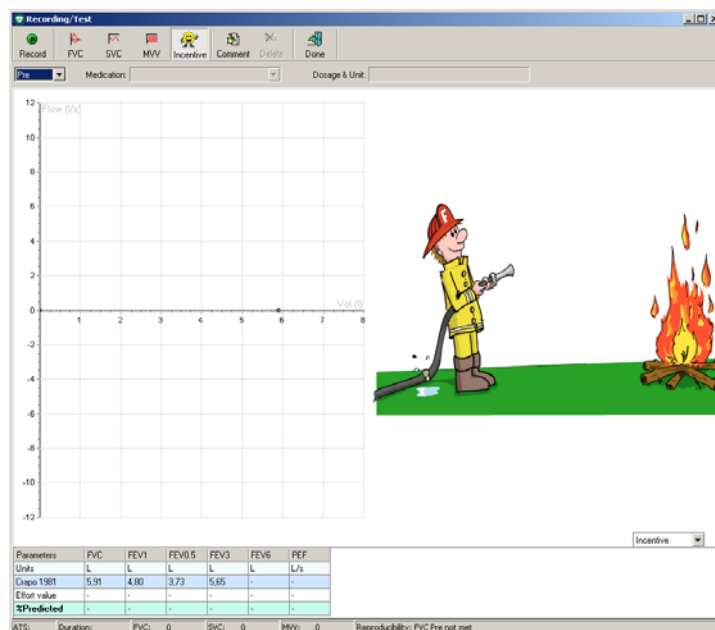 Recording/Test
Record FVC SVC MVV Incentive Comment Delete Done
Pre Medication: Dosage & Unit:
Flow (l/s)
12
10
8
6
4
2
0
Vol (l)
1 2 3 4 5 6 7 8
-2
-4
-6
-8
-10
-12
F
Incentive
Parameters FVC FEV1 FEV0.5 FEV3 FEV6 PEF
Units L L L L L L/s
Crapo 1981 5,91 4,80 3,73 5,65 - -
Effort value - - - - - -
%Predicted - - - - - -
ATS: Duration: FVC: 0 SVC: 0 MVV: 0 Reproducibility: FVC Pre not met